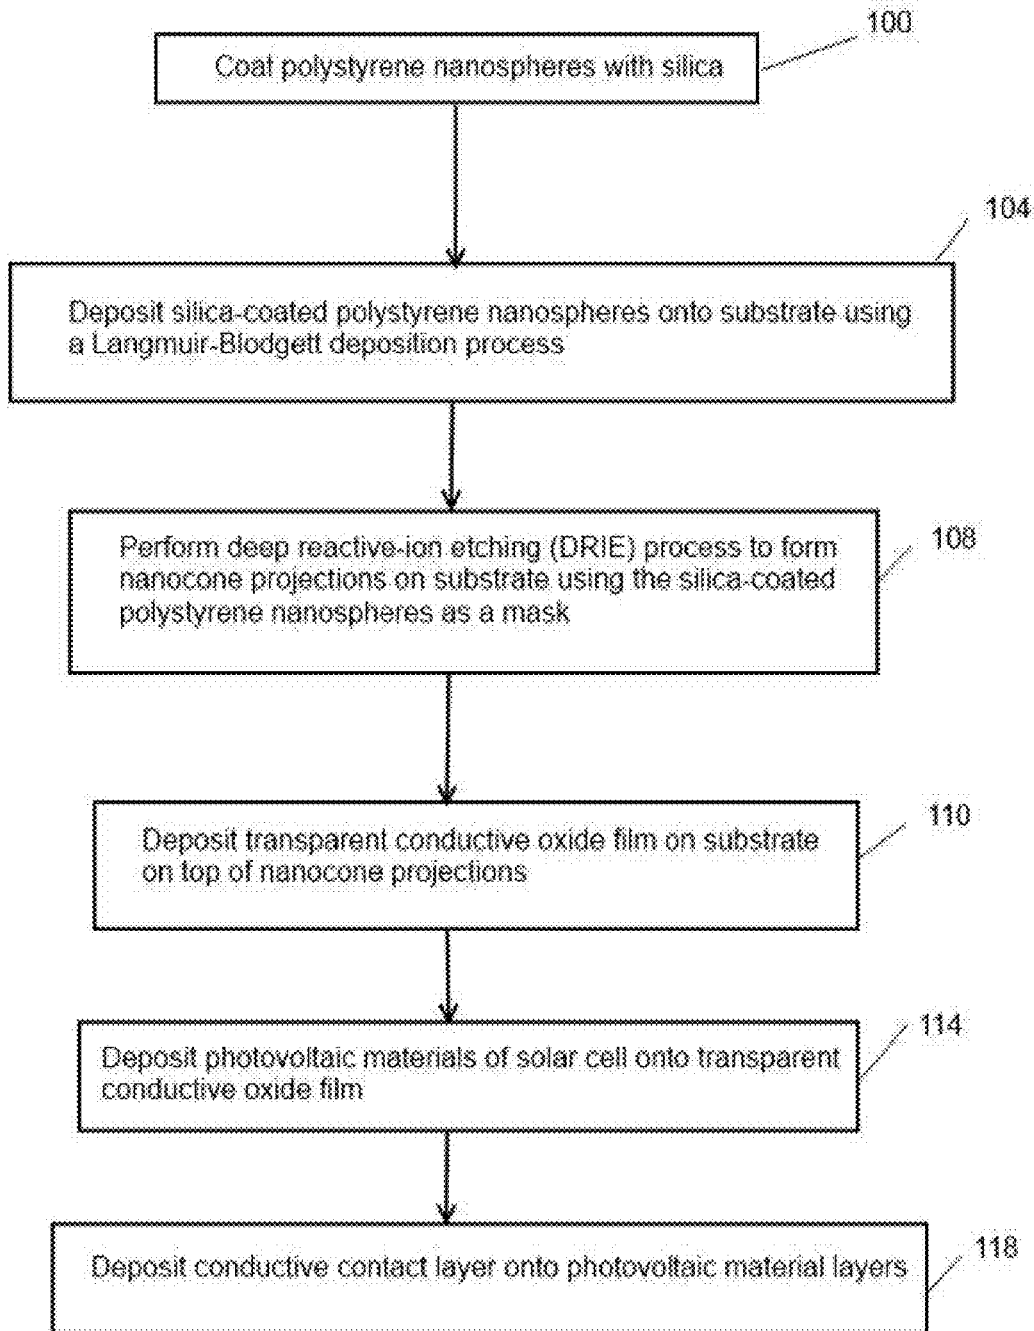 100
Coat polystyrene nanospheres with silica
104
Deposit silica-coated polystyrene nanospheres onto substrate using
a Langmuir-Blodgett deposition process
108
Perform deep reactive-ion etching (DRIE) process to form
nanocone projections on substrate using the silica-coated
polystyrene nanospheres as a mask
110
Deposit transparent conductive oxide film on substrate
on top of nanocone projections
114
Deposit photovoltaic materials of solar cell onto transparent
conductive oxide film
118
Deposit conductive contact layer onto photovoltaic material layers